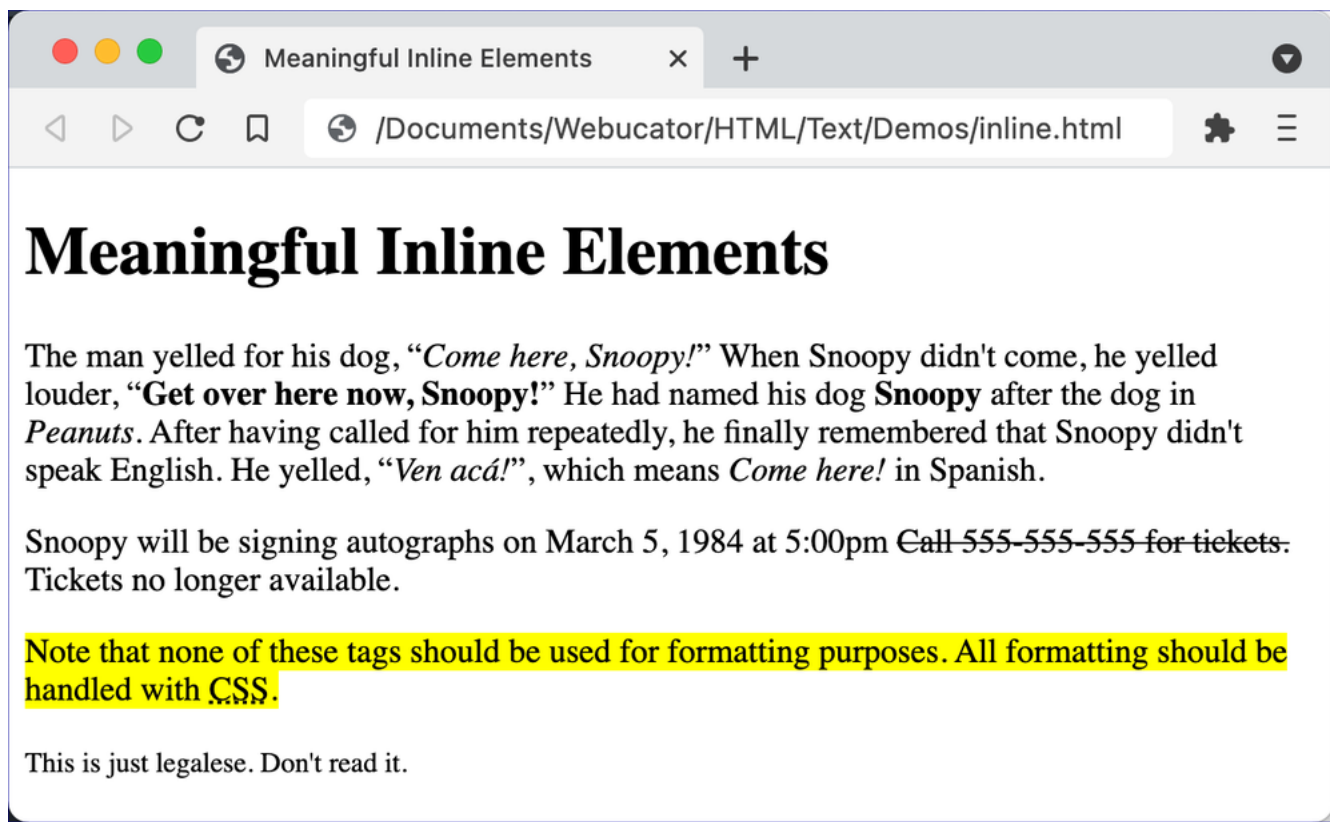 Meaningful Inline Elements
/Documents/Webucator/HTML/Text/Demos/inline.html
Meaningful Inline Elements
The man yelled for his dog, “Come here, Snoopy!” When Snoopy didn't come, he yelled
louder, “Get over here now, Snoopy!” He had named his dog Snoopy after the dog in
Peanuts. After having called for him repeatedly, he finally remembered that Snoopy didn't
speak English. He yelled, “Ven acá!”, which means Come here! in Spanish.
Snoopy will be signing autographs on March 5, 1984 at 5:00pm Call 555-555-555 for tickets.
Tickets no longer available.
Note that none of these tags should be used for formatting purposes. All formatting should be
handled with CSS.
This is just legalese. Don't read it.